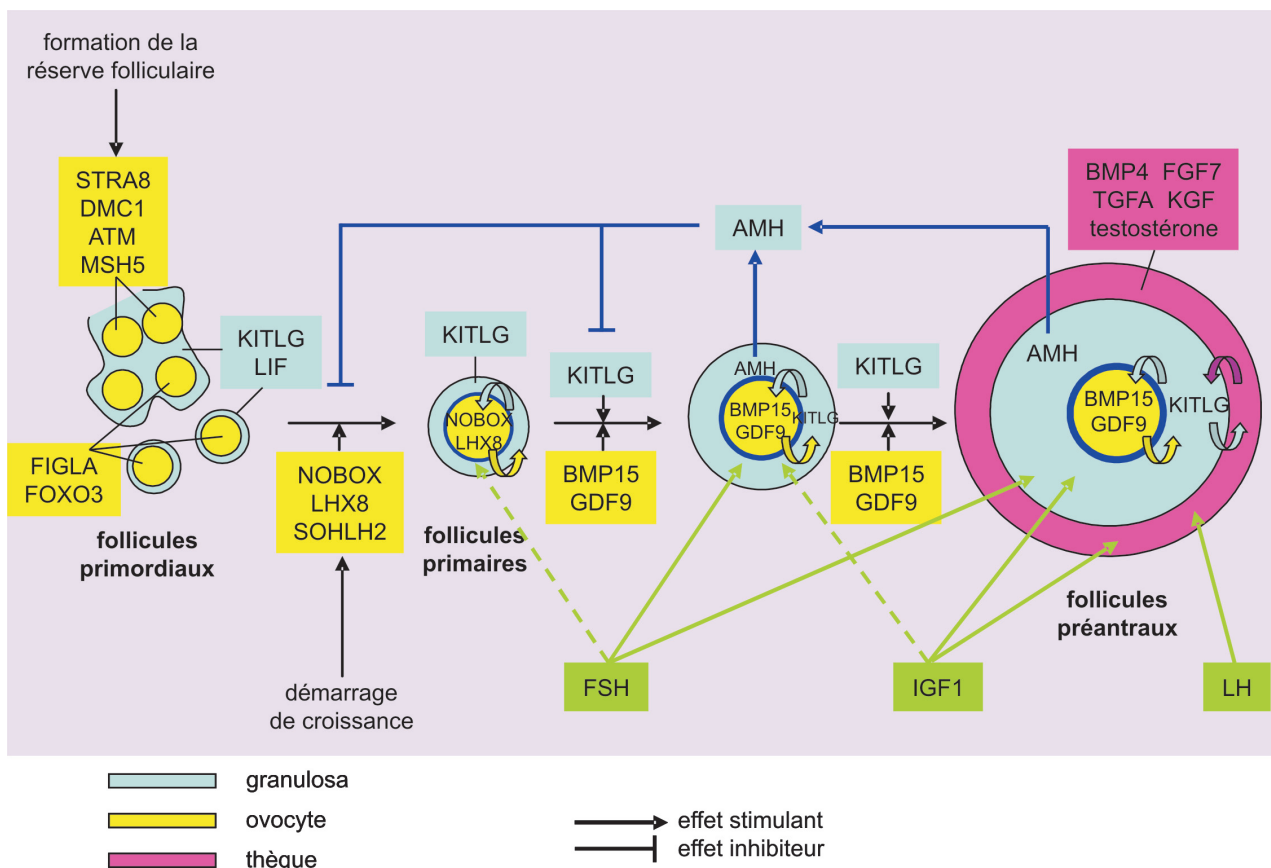 formation de la
réserve folliculaire
STRA8
DMC1
ATM
MSH5
KITLG
LIF
FIGLA
FOXO3
follicules
primordiaux
NOBOX
LHX8
SOHLH2
démarrage
de croissance
KITLG
NOBOX
LHX8
follicules
primaires
KITLG
BMP15
GDF9
AMH
AMH
BMP15
GDF9
KITLG
KITLG
BMP15
GDF9
BMP4 FGF7
TGFA KGF
testostérone
AMH
BMP15
GDF9
KITLG
follicules
préantraux
FSH
IGF1
LH
granulosa
ovocyte
thèque
effet stimulant
effet inhibiteur